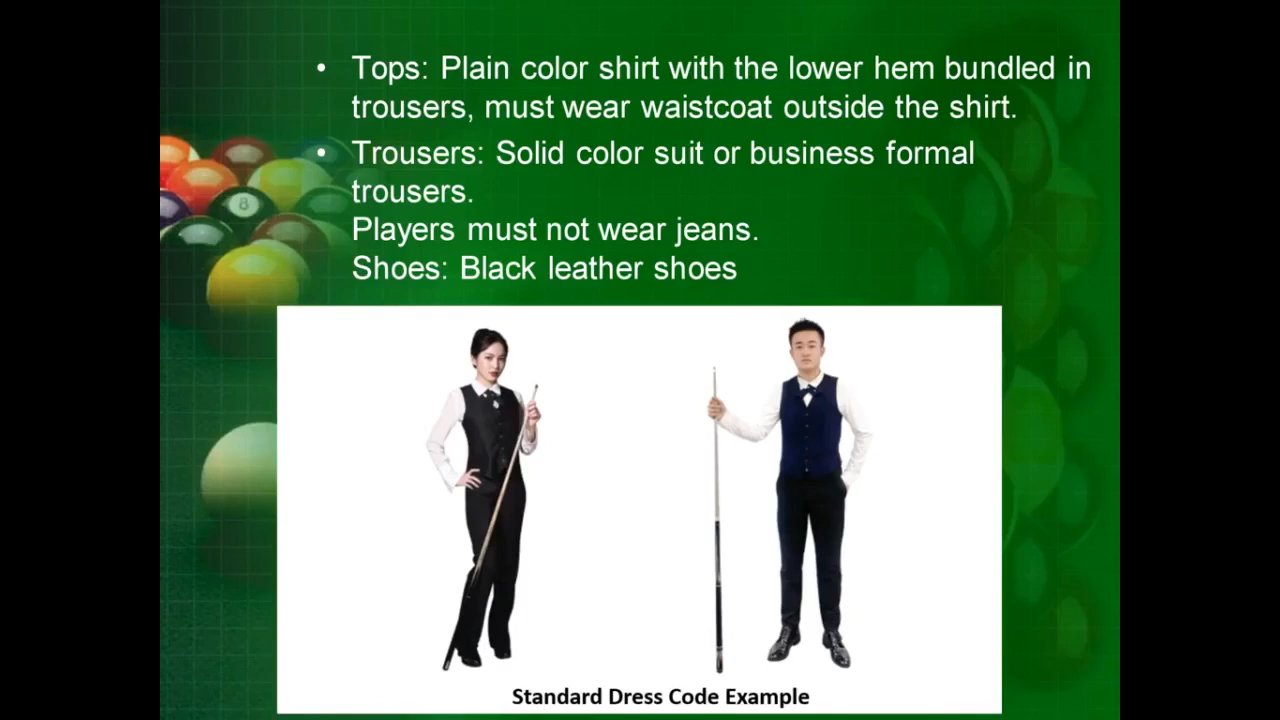 • Tops: Plain color shirt with the lower hem bundled in
trousers, must wear waistcoat outside the shirt.
• Trousers: Solid color suit or business formal
trousers.
Players must not wear jeans.
Shoes: Black leather shoes
8
Standard Dress Code Example